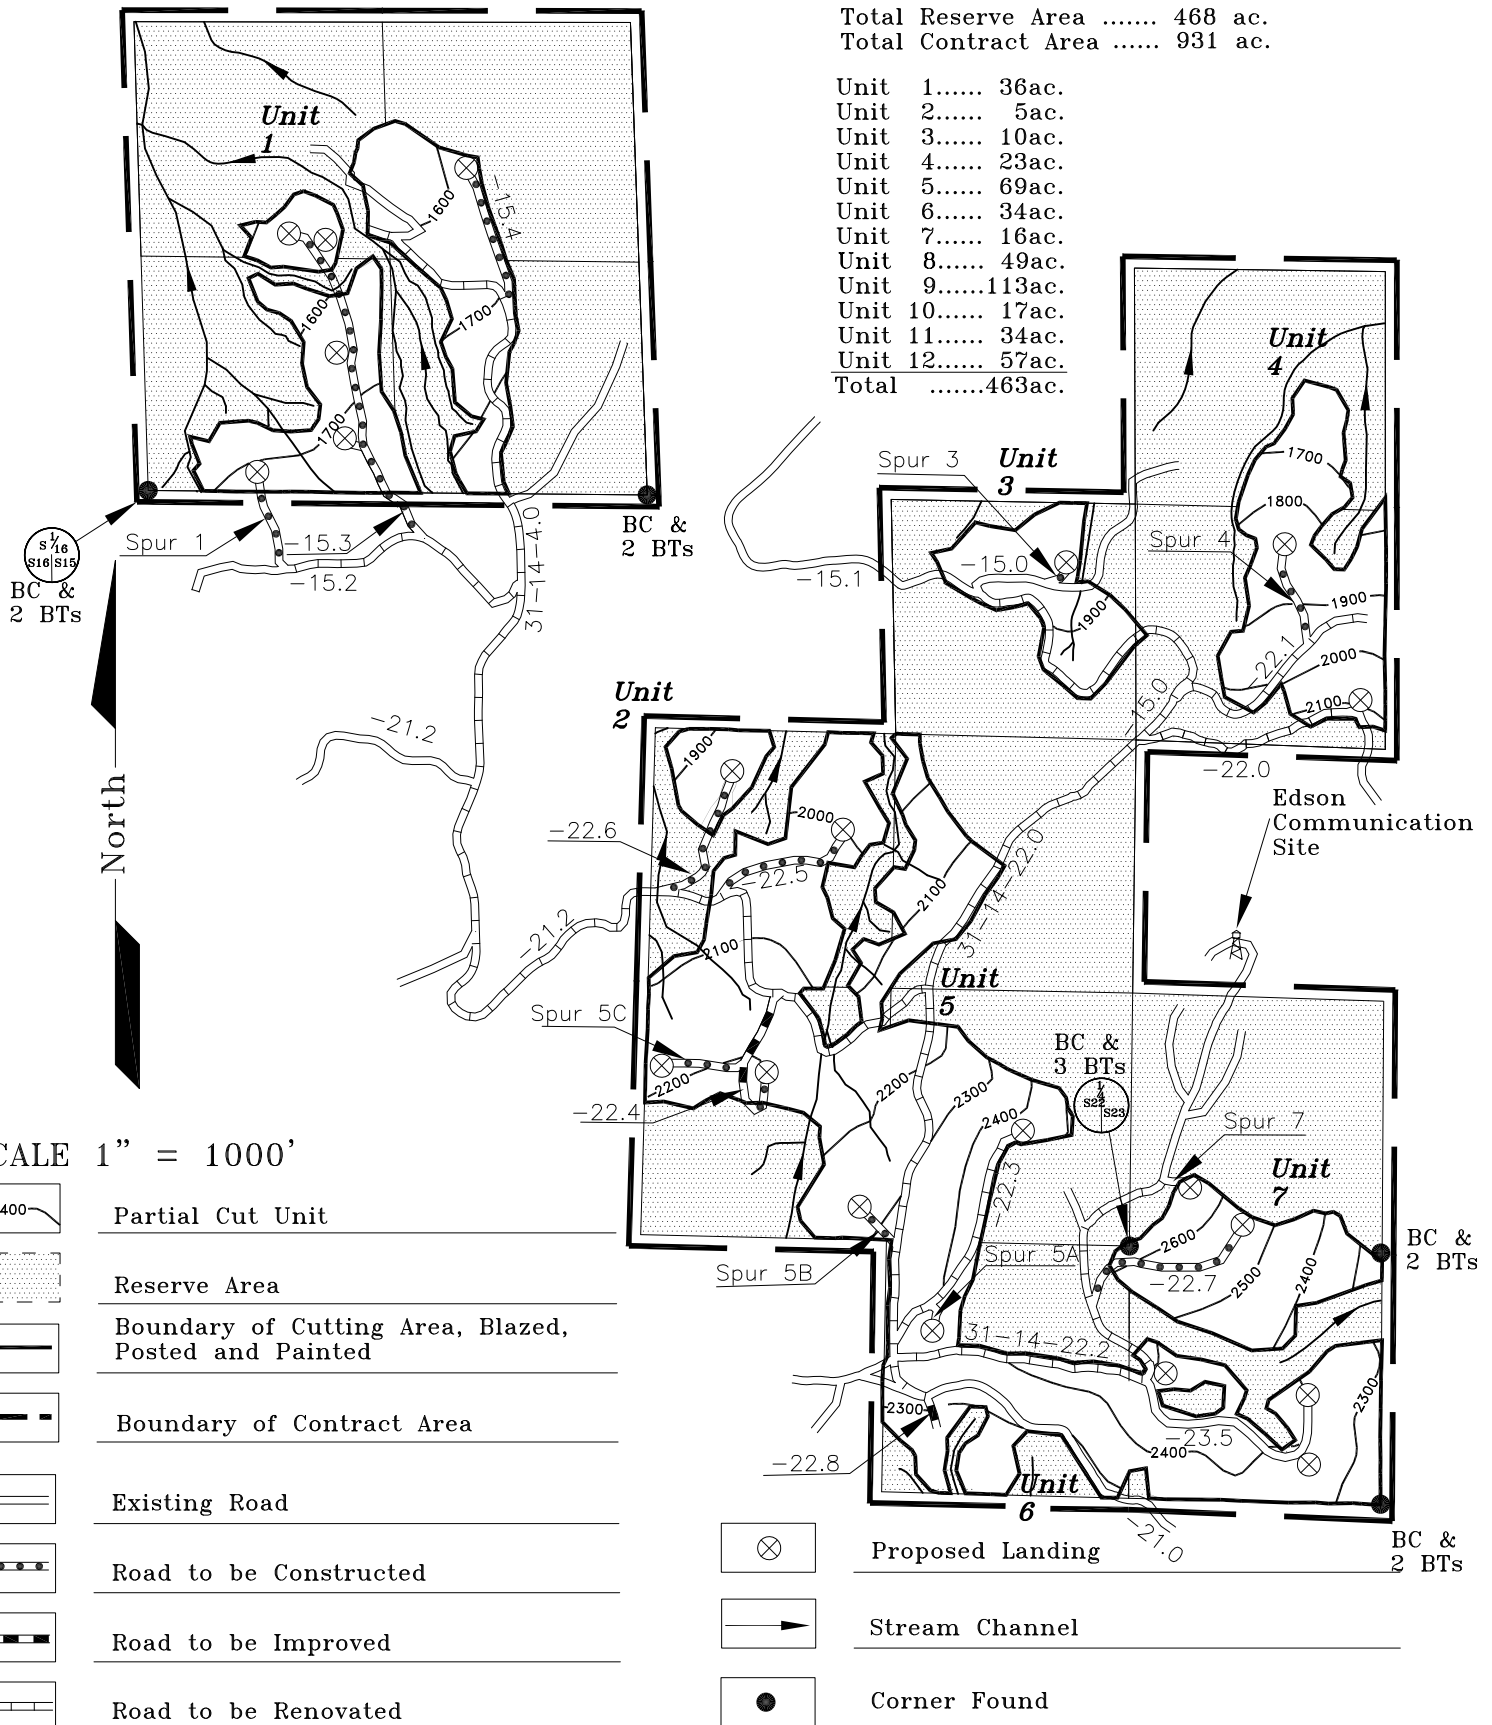 Total Reserve Area ....... 468 ac.
Total Contract Area ...... 931 ac.
Unit 1...... 36ac.
Unit 2...... 5ac.
Unit 3...... 10ac.
Unit 4...... 23ac.
Unit 5...... 69ac.
Unit 6...... 34ac.
Unit 7...... 16ac.
Unit 8...... 49ac.
Unit 9......113ac.
Unit 10...... 17ac.
Unit 11...... 34ac.
Unit 12...... 57ac.
Total .......463ac.
Unit
1
1600
-15.4
1700
1600
1700
S 1/16
S16 S15
BC &
2 BTs
Spur 1
-15.3
-15.2
31-14-4.0
BC &
2 BTs
North
-21.2
Unit
4
1700
1800
Spur 4
1900
2000
-22.1
2100
-22.0
Spur 3
Unit
3
-15.1
-15.0
1900
-15.0
Edson
Communication
Site
Unit
2
1900
2000
-22.6
-22.5
2100
31-14-22.0
-21.2
2100
Unit
5
Spur 5C
2200
-22.4
2200
2300
2400
BC &
3 BTs
1/4
S22 S23
Spur 7
Unit
7
-22.3
2600
-22.7
2500
2400
BC &
2 BTs
Spur 5B
Spur 5A
31-14-22.2
2300
2300
-22.8
-23.5
2400
Unit
6
-21.0
BC &
2 BTs
CALE 1" = 1000'
400
Partial Cut Unit
Reserve Area
Boundary of Cutting Area, Blazed,
Posted and Painted
Boundary of Contract Area
Existing Road
Road to be Constructed
Road to be Improved
Road to be Renovated
Proposed Landing
Stream Channel
Corner Found